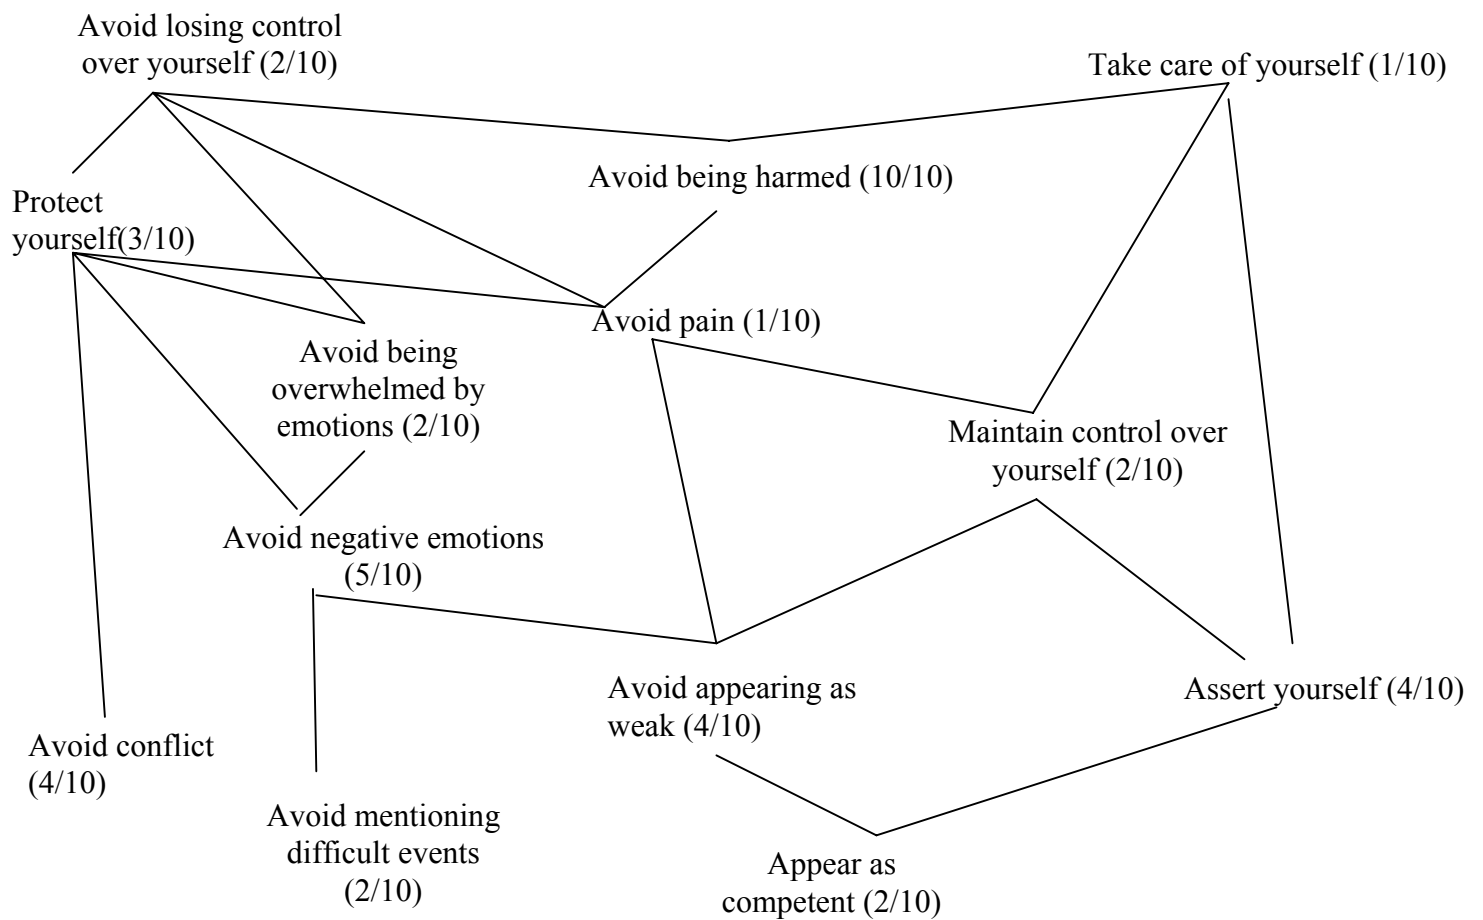 Avoid losing control
over yourself (2/10)
Take care of yourself (1/10)
Avoid being harmed (10/10)
Protect
yourself(3/10)
Avoid pain (1/10)
Avoid being
overwhelmed by
emotions (2/10)
Maintain control over
yourself (2/10)
Avoid negative emotions
(5/10)
Avoid appearing as
weak (4/10)
Assert yourself (4/10)
Avoid conflict
(4/10)
Avoid mentioning
difficult events
(2/10)
Appear as
competent (2/10)